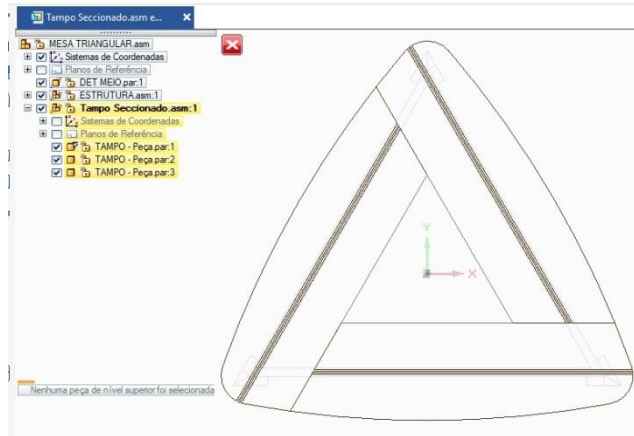 Tampo Seccionado.asm e...
MESA TRIANGULAR.asm
Sistemas de Coordenadas
Planos de Referência
DET MEIO.par:1
ESTRUTURA.asm:1
Tampo Seccionado.asm:1
Sistemas de Coordenadas
Planos de Referência
TAMPO - Peça.par:1
TAMPO - Peça.par:2
TAMPO - Peça.par:3
Y
X
Nenhuma peça de nível superior foi selecionada